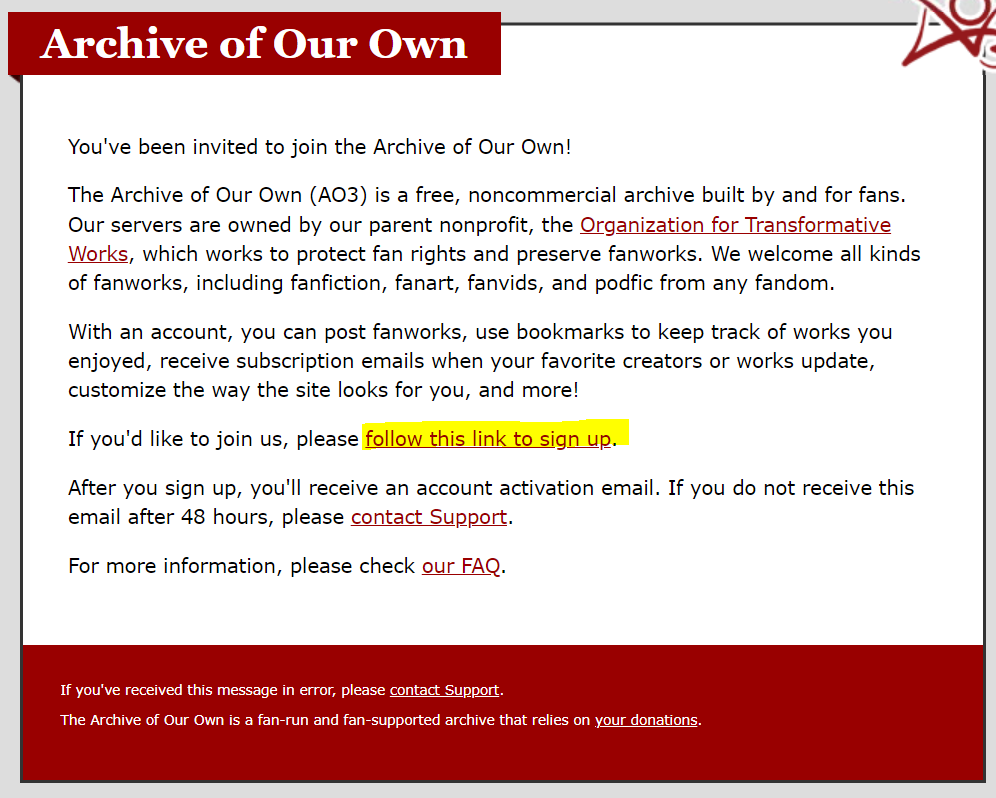 Archive of Our Own
You've been invited to join the Archive of Our Own!
The Archive of Our Own (AO3) is a free, noncommercial archive built by and for fans.
Our servers are owned by our parent nonprofit, the Organization for Transformative
Works, which works to protect fan rights and preserve fanworks. We welcome all kinds
of fanworks, including fanfiction, fanart, fanvids, and podfic from any fandom.
With an account, you can post fanworks, use bookmarks to keep track of works you
enjoyed, receive subscription emails when your favorite creators or works update,
customize the way the site looks for you, and more!
If you'd like to join us, please follow this link to sign up.
After you sign up, you'll receive an account activation email. If you do not receive this
email after 48 hours, please contact Support.
For more information, please check our FAQ.
If you've received this message in error, please contact Support.
The Archive of Our Own is a fan-run and fan-supported archive that relies on your donations.